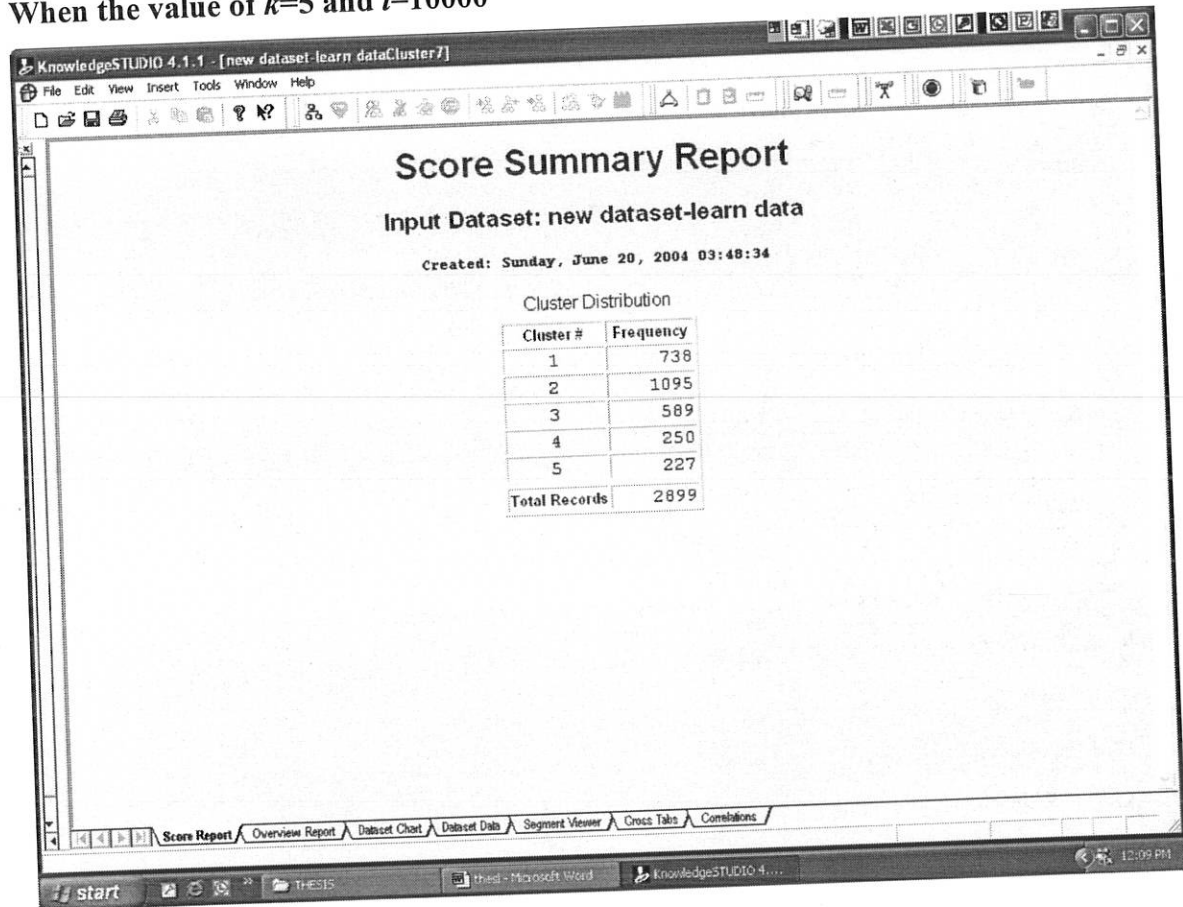 When the value of k=5 and t=10000
KnowledgeSTUDIO 4.1.1 - [new dataset-learn dataCluster7]
File Edit View Insert Tools Window Help
Score Summary Report
Input Dataset: new dataset-learn data
Created: Sunday, June 20, 2004 03:48:34
Cluster Distribution
Cluster # Frequency
1 738
2 1095
3 589
4 250
5 227
Total Records 2899
Score Report Overview Report Dataset Chart Dataset Data Segment Viewer Cross Tabs Correlations
start THESIS thesI - Microsoft Word KnowledgeSTUDIO 4.... 12:09 PM